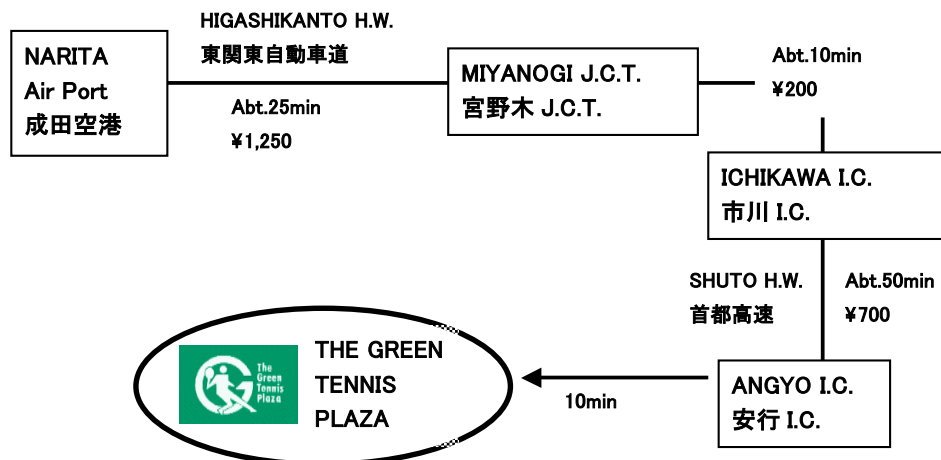 HIGASHIKANTO H.W.
東関東自動車道
NARITA
Air Port
成田空港
Abt.25min
¥1,250
MIYANOGI J.C.T.
宮野木 J.C.T.
Abt.10min
¥200
ICHIKAWA I.C.
市川 I.C.
SHUTO H.W.
首都高速
Abt.50min
¥700
ANGYO I.C.
安行 I.C.
10min
The
Green
Tennis
Plaza
THE GREEN
TENNIS
PLAZA